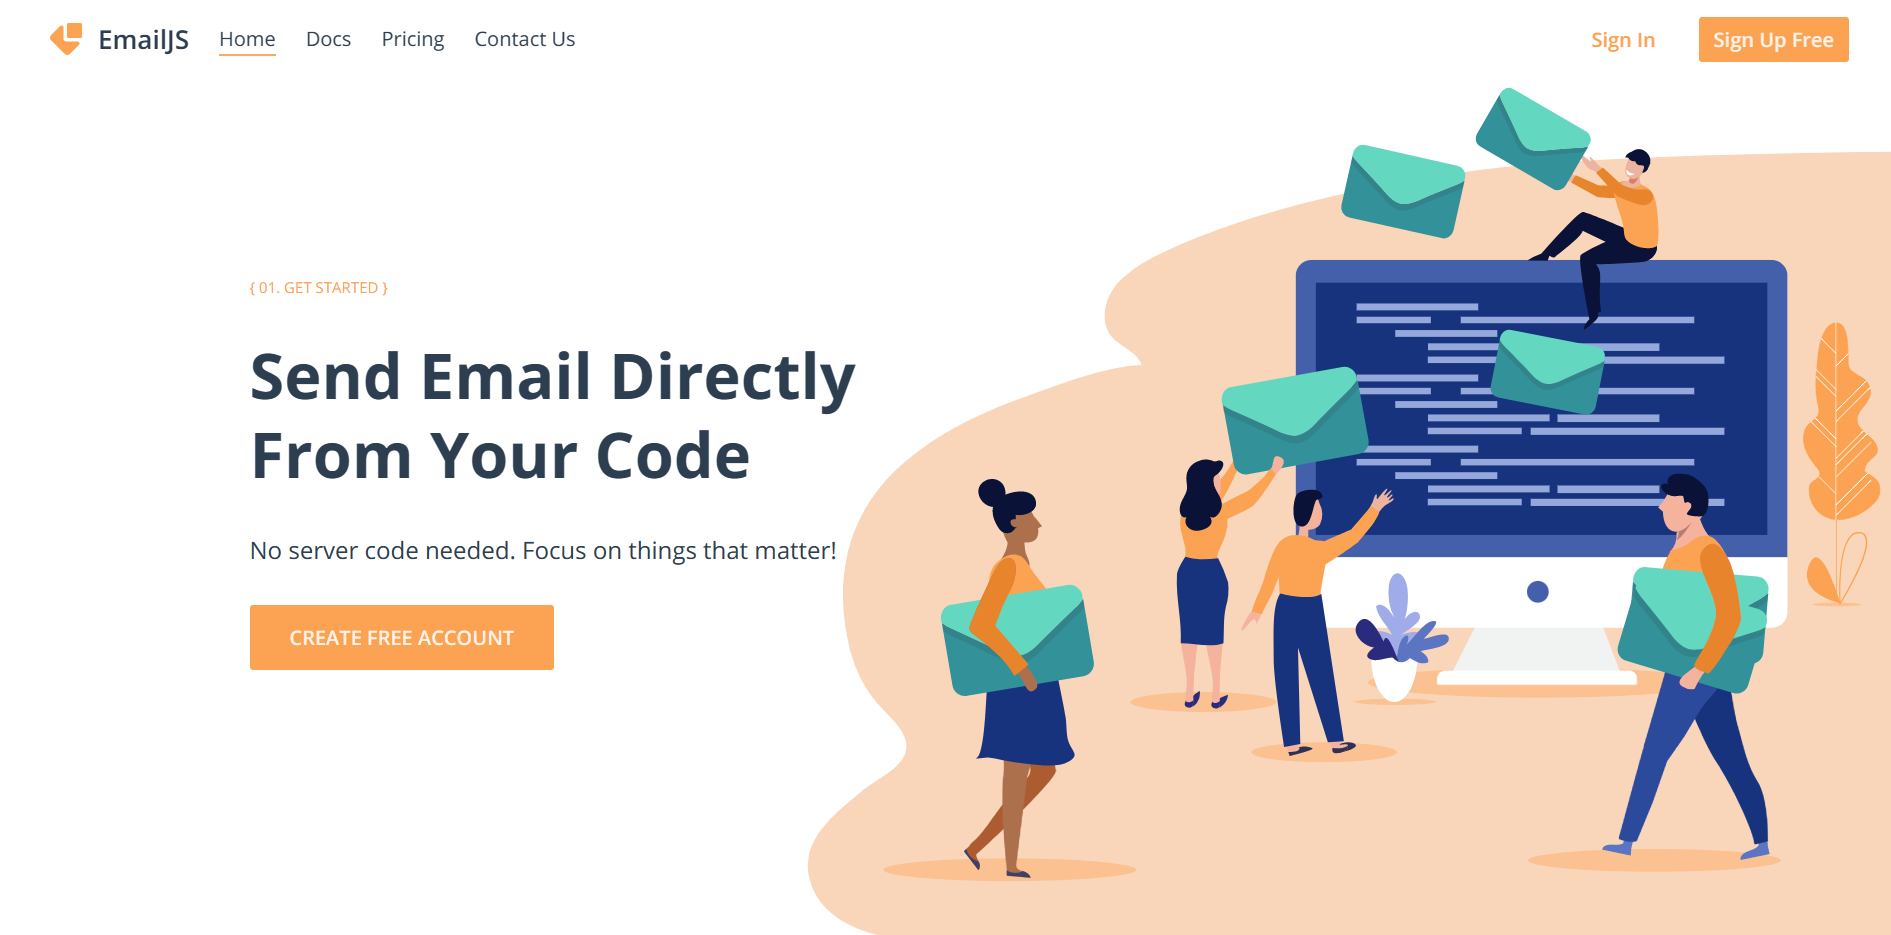 EmailJS
Home
Docs
Pricing
Contact Us
Sign In
Sign Up Free
{ 01. GET STARTED }
Send Email Directly
From Your Code
No server code needed. Focus on things that matter!
CREATE FREE ACCOUNT